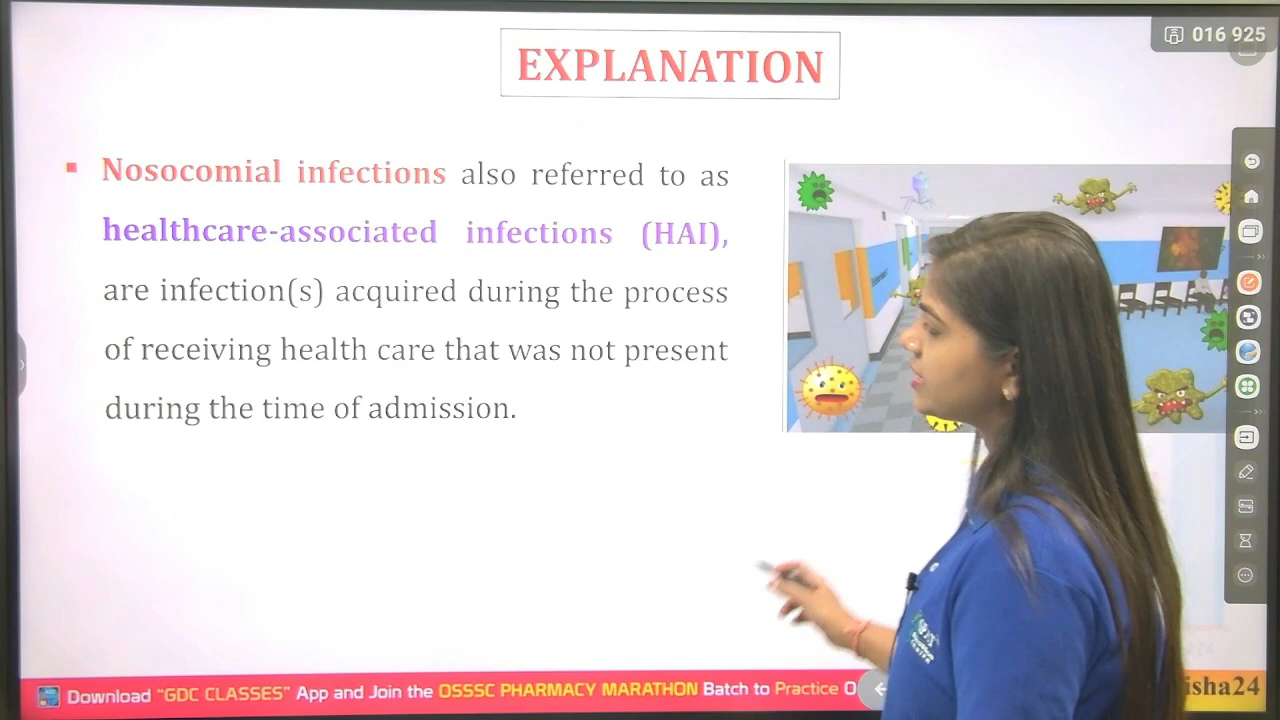 016 925
EXPLANATION
Nosocomial infections also referred to as
healthcare-associated infections (HAI),
are infection(s) acquired during the process
of receiving health care that was not present
during the time of admission.
Download "GDC CLASSES" App and Join the OSSSC PHARMACY MARATHON Batch to Practice O
isha24